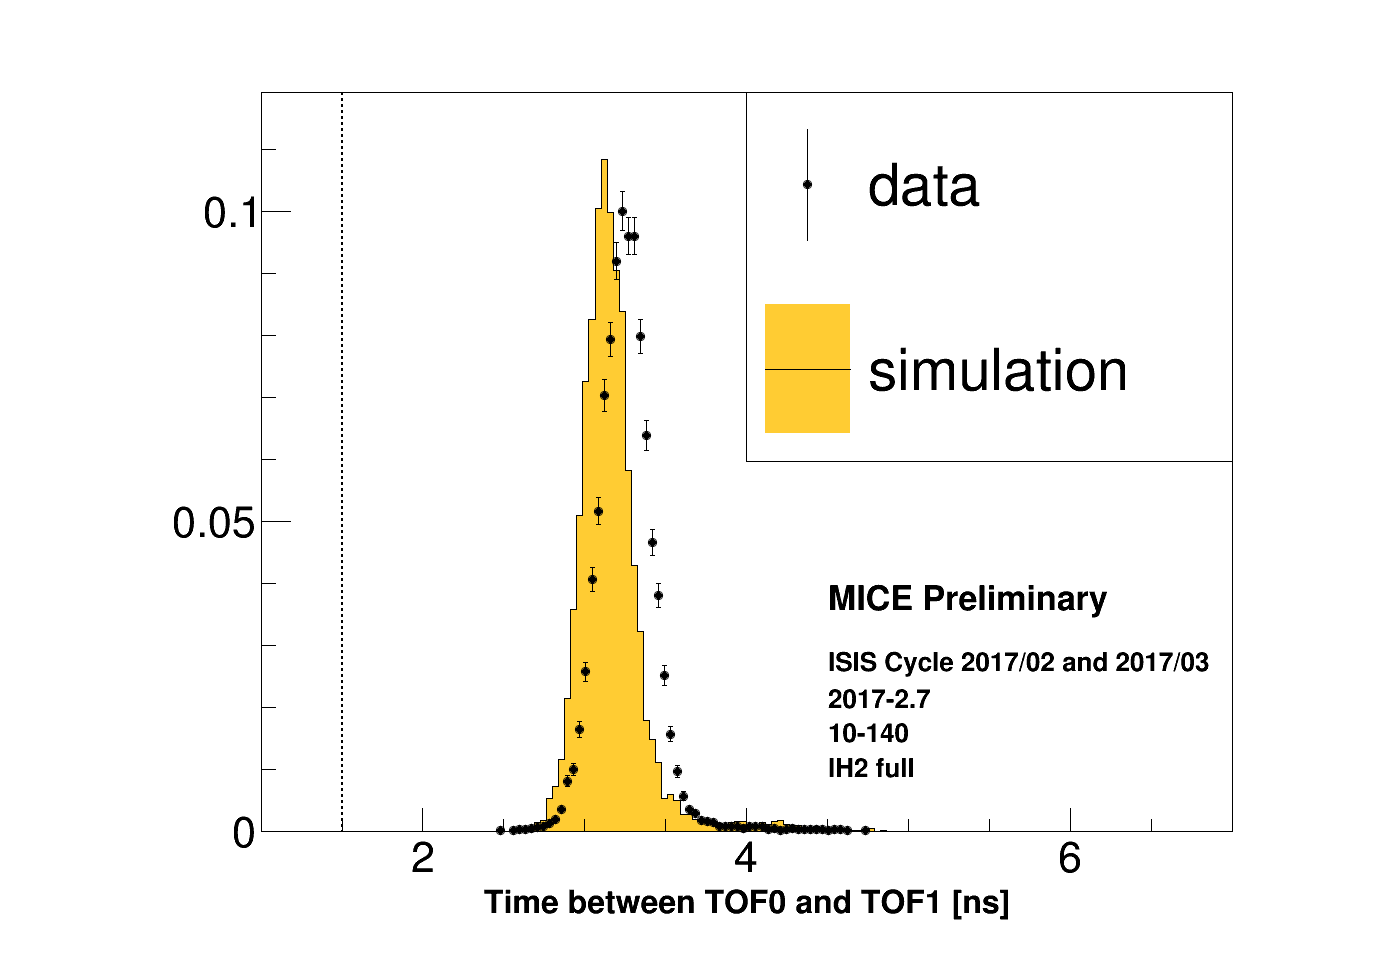 data
simulation
0.1
0.05
0
MICE Preliminary
ISIS Cycle 2017/02 and 2017/03
2017-2.7
10-140
IH2 full
2 4 6
Time between TOF0 and TOF1 [ns]